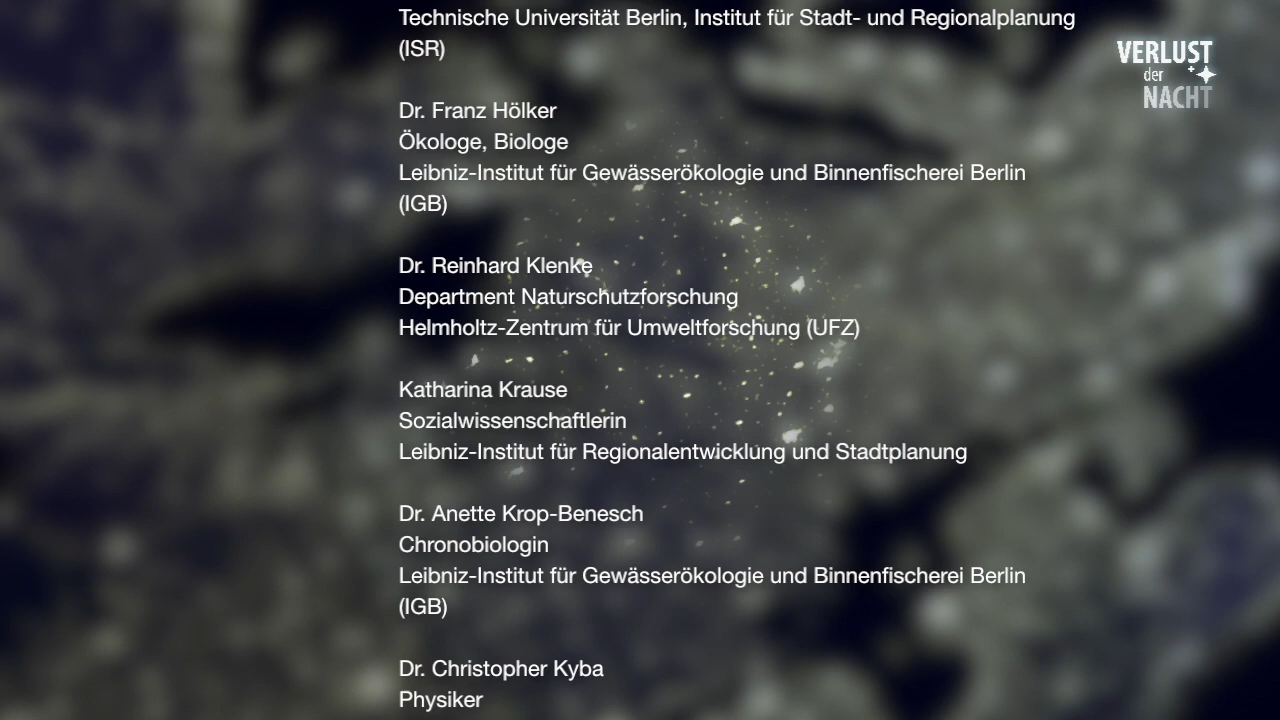 Technische Universität Berlin, Institut für Stadt- und Regionalplanung
(ISR)
Dr. Franz Hölker
Ökologe, Biologe
Leibniz-Institut für Gewässerökologie und Binnenfischerei Berlin
(IGB)
Dr. Reinhard Klenke
Department Naturschutzforschung
Helmholtz-Zentrum für Umweltforschung (UFZ)
Katharina Krause
Sozialwissenschaftlerin
Leibniz-Institut für Regionalentwicklung und Stadtplanung
Dr. Anette Krop-Benesch
Chronobiologin
Leibniz-Institut für Gewässerökologie und Binnenfischerei Berlin
(IGB)
Dr. Christopher Kyba
Physiker
VERLUST
der
NACHT